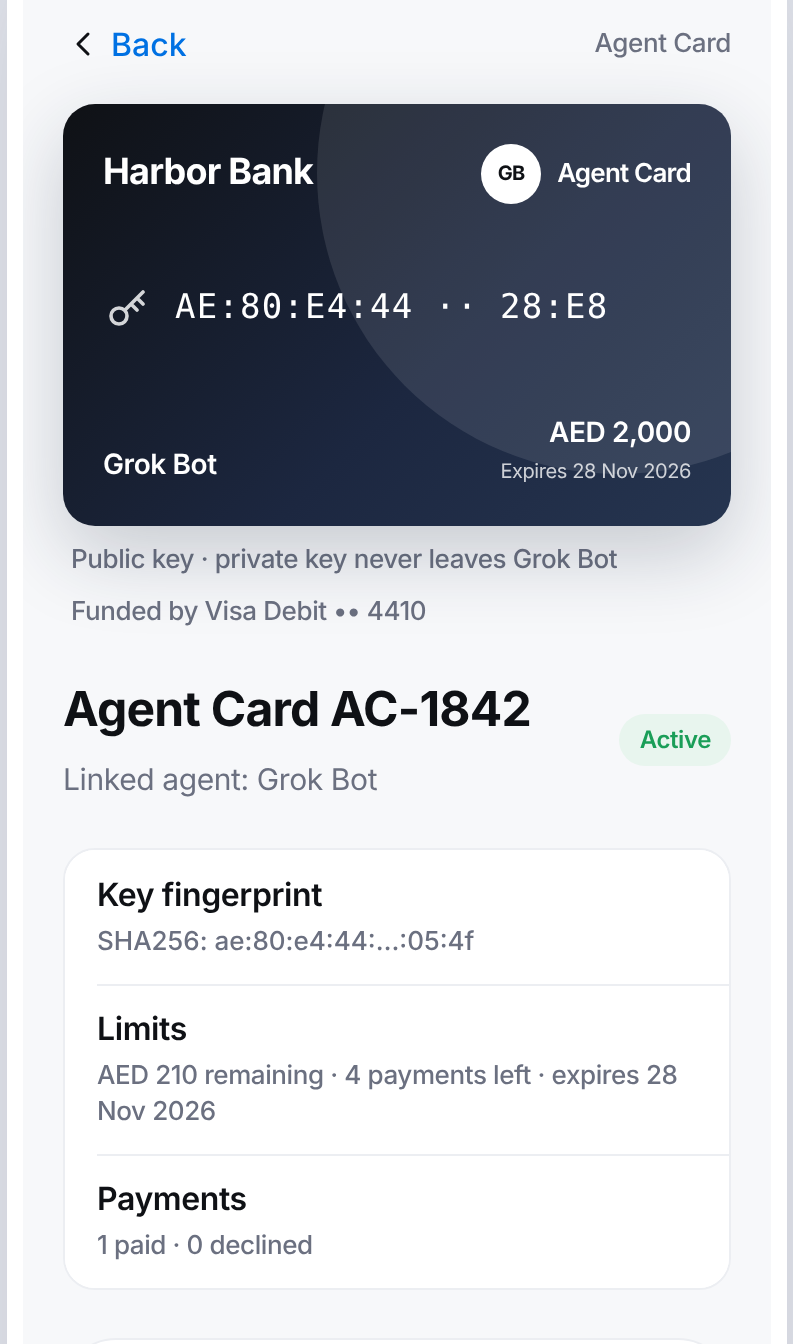 Back
Agent Card
Harbor Bank
GB
Agent Card
AE:80:E4:44 ·· 28:E8
AED 2,000
Grok Bot
Expires 28 Nov 2026
Public key · private key never leaves Grok Bot
Funded by Visa Debit •• 4410
Agent Card AC-1842
Active
Linked agent: Grok Bot
Key fingerprint
SHA256: ae:80:e4:44:…:05:4f
Limits
AED 210 remaining · 4 payments left · expires 28
Nov 2026
Payments
1 paid · 0 declined